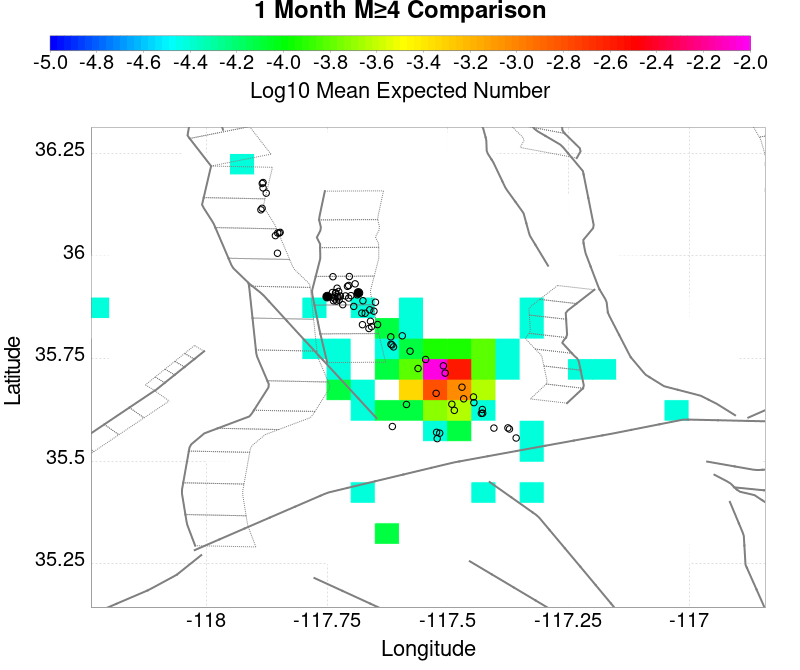 1 Month M≥4 Comparison
-5.0 -4.8 -4.6 -4.4 -4.2 -4.0 -3.8 -3.6 -3.4 -3.2 -3.0 -2.8 -2.6 -2.4 -2.2 -2.0
Log10 Mean Expected Number
36.25
36
35.75
35.5
35.25
Latitude
-118 -117.75 -117.5 -117.25 -117
Longitude